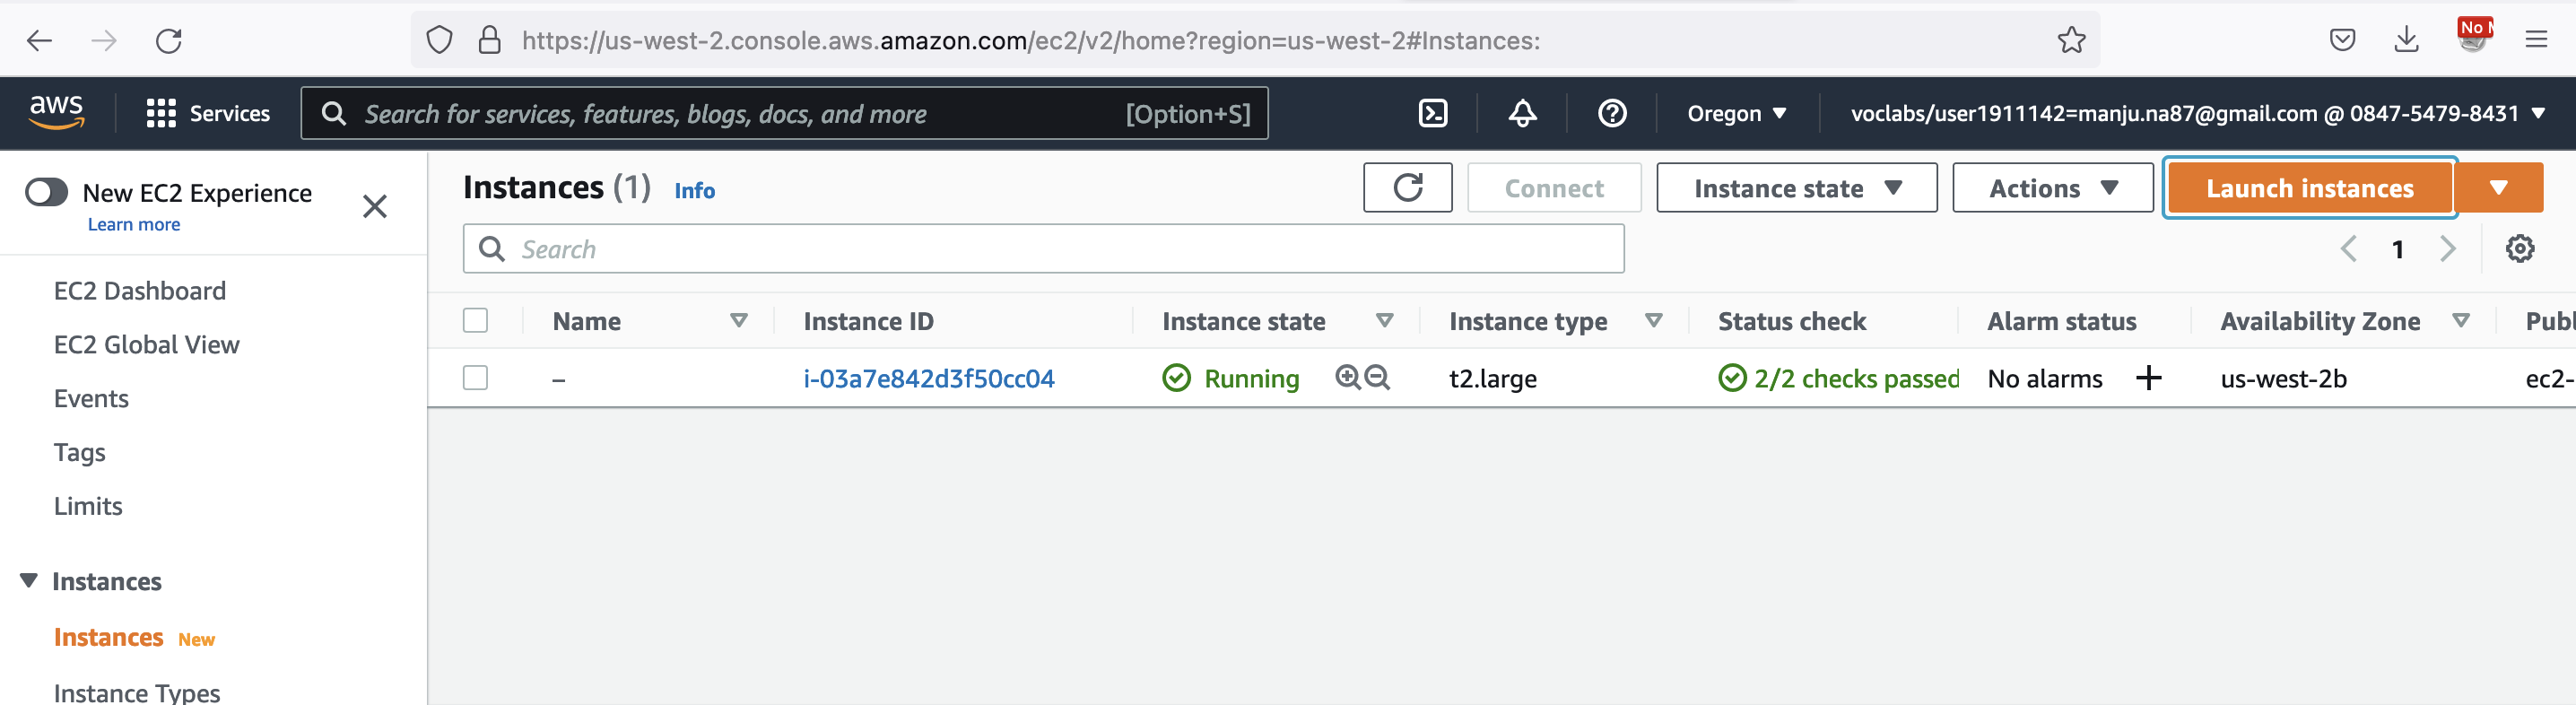 https://us-west-2.console.aws.amazon.com/ec2/v2/home?region=us-west-2#Instances:
No
aws
Services
Search for services, features, blogs, docs, and more
[Option+S]
Oregon
voclabs/user1911142=manju.na87@gmail.com @ 0847-5479-8431
New EC2 Experience
Learn more
EC2 Dashboard
EC2 Global View
Events
Tags
Limits
Instances
Instances New
Instance Types
Instances (1) Info
Connect
Instance state
Actions
Launch instances
Search
1
Name Instance ID Instance state Instance type Status check Alarm status Availability Zone Publ
– i-03a7e842d3f50cc04 Running t2.large 2/2 checks passed No alarms + us-west-2b ec2-